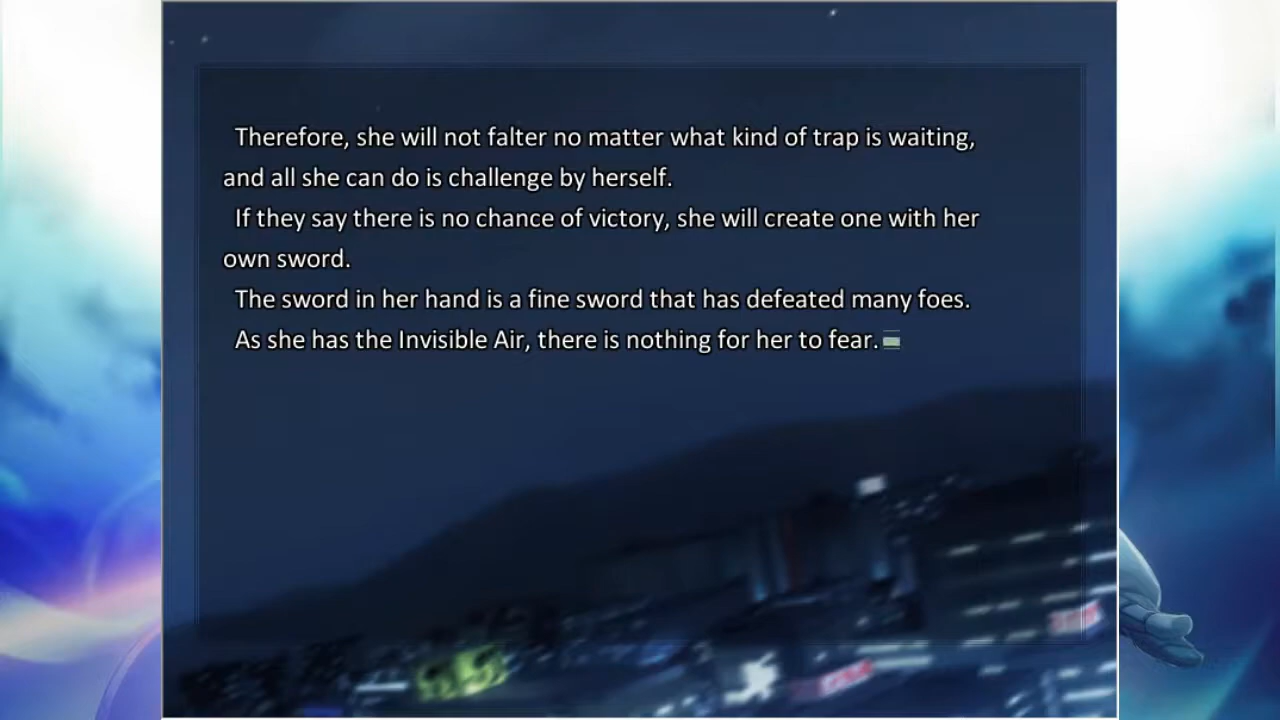 Therefore, she will not falter no matter what kind of trap is waiting,
and all she can do is challenge by herself.
If they say there is no chance of victory, she will create one with her
own sword.
The sword in her hand is a fine sword that has defeated many foes.
As she has the Invisible Air, there is nothing for her to fear.